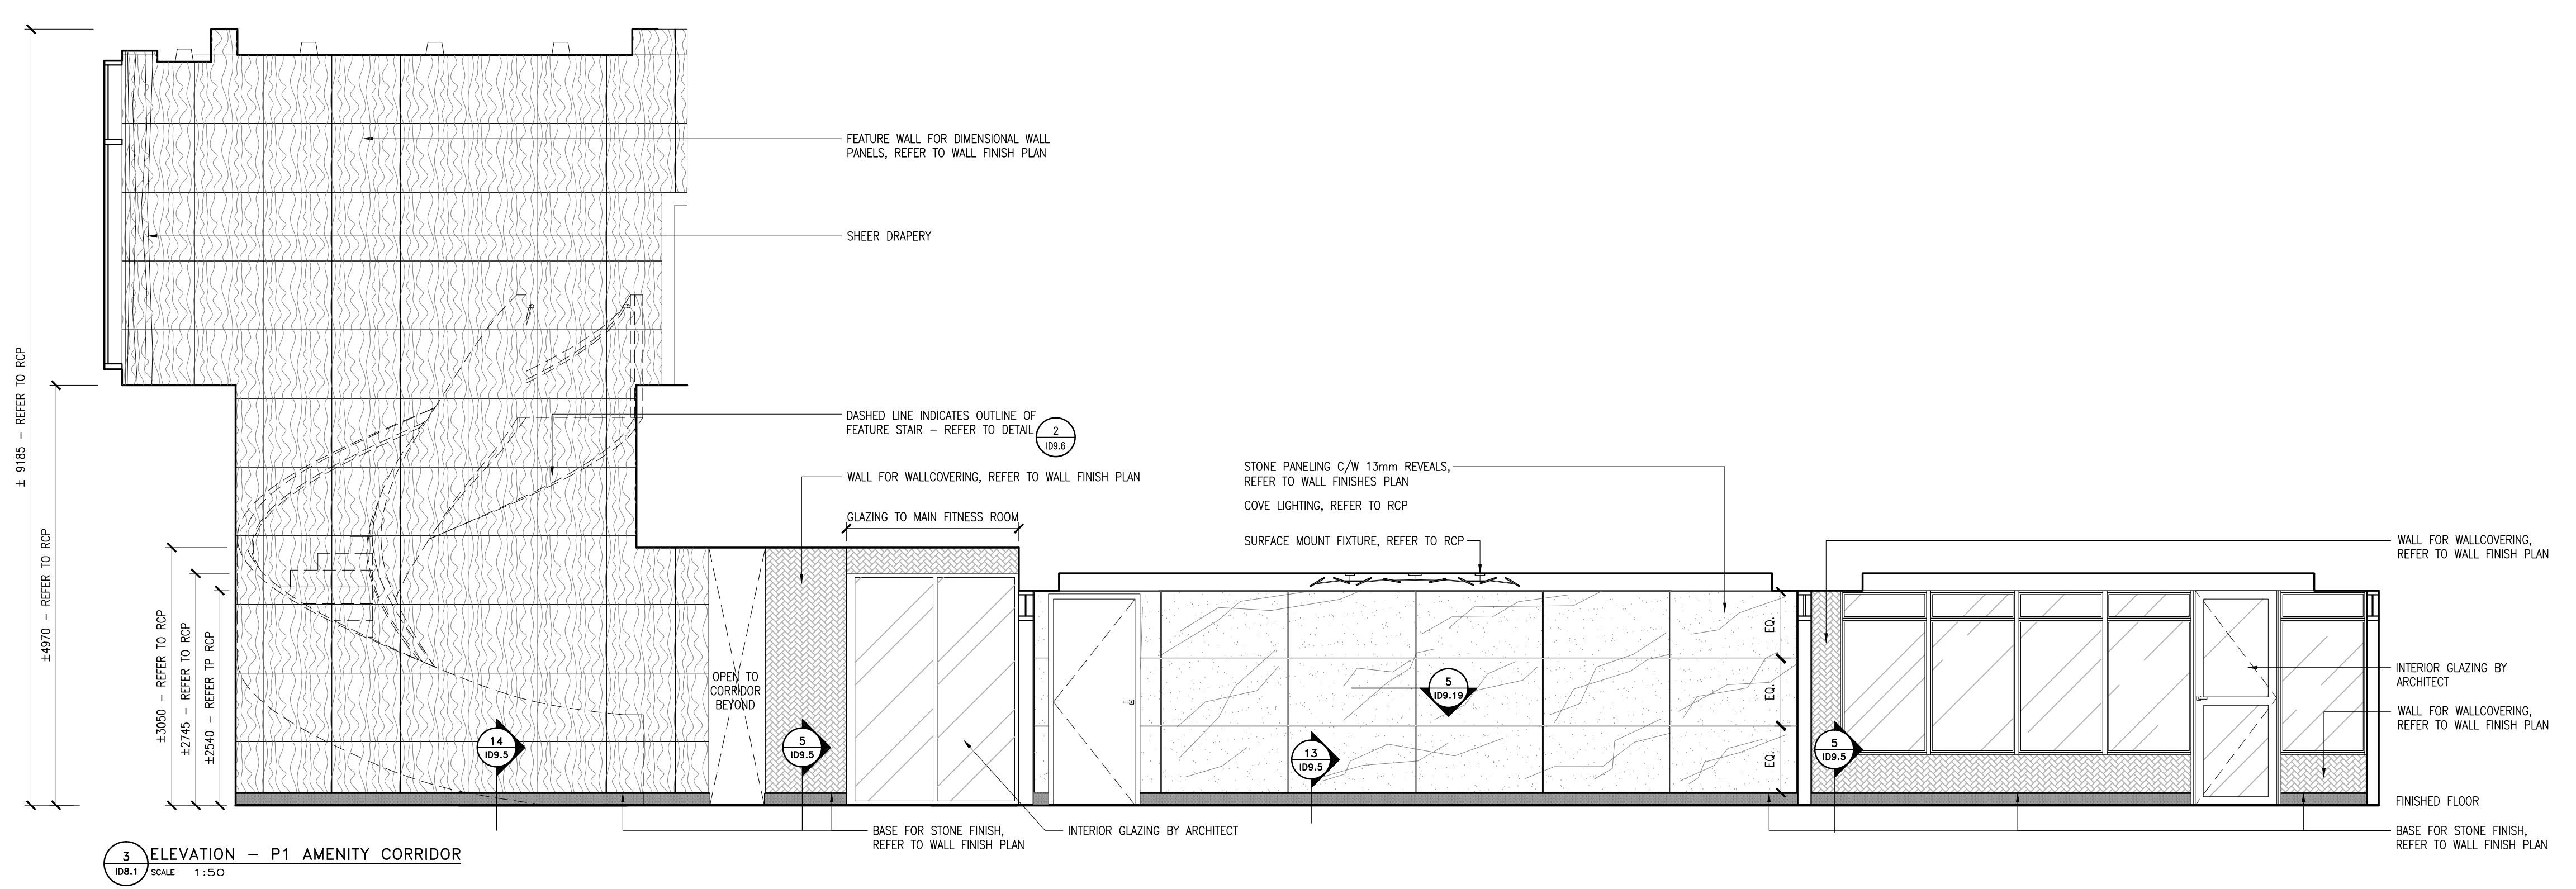 ± 9185 - REFER TO RCP
±4970 - REFER TO RCP
±3050 - REFER TO RCP
±2745 - REFER TO RCP
±2540 - REFER TP RCP
FEATURE WALL FOR DIMENSIONAL WALL
PANELS, REFER TO WALL FINISH PLAN
SHEER DRAPERY
DASHED LINE INDICATES OUTLINE OF
FEATURE STAIR - REFER TO DETAIL
2
ID9.6
WALL FOR WALLCOVERING, REFER TO WALL FINISH PLAN
GLAZING TO MAIN FITNESS ROOM
OPEN TO
CORRIDOR
BEYOND
14
ID9.5
5
ID9.5
STONE PANELING C/W 13mm REVEALS,
REFER TO WALL FINISHES PLAN
COVE LIGHTING, REFER TO RCP
SURFACE MOUNT FIXTURE, REFER TO RCP
EQ.
EQ.
EQ.
5
ID9.19
13
ID9.5
5
ID9.5
WALL FOR WALLCOVERING,
REFER TO WALL FINISH PLAN
INTERIOR GLAZING BY
ARCHITECT
WALL FOR WALLCOVERING,
REFER TO WALL FINISH PLAN
FINISHED FLOOR
BASE FOR STONE FINISH,
REFER TO WALL FINISH PLAN
INTERIOR GLAZING BY ARCHITECT
BASE FOR STONE FINISH,
REFER TO WALL FINISH PLAN
3
ID8.1
ELEVATION - P1 AMENITY CORRIDOR
SCALE 1:50